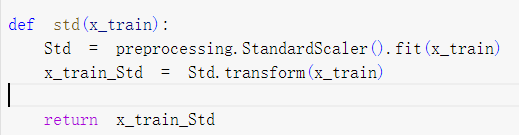 def std(x_train):
    Std = preprocessing.StandardScaler().fit(x_train)
    x_train_Std = Std.transform(x_train)
    return x_train_Std